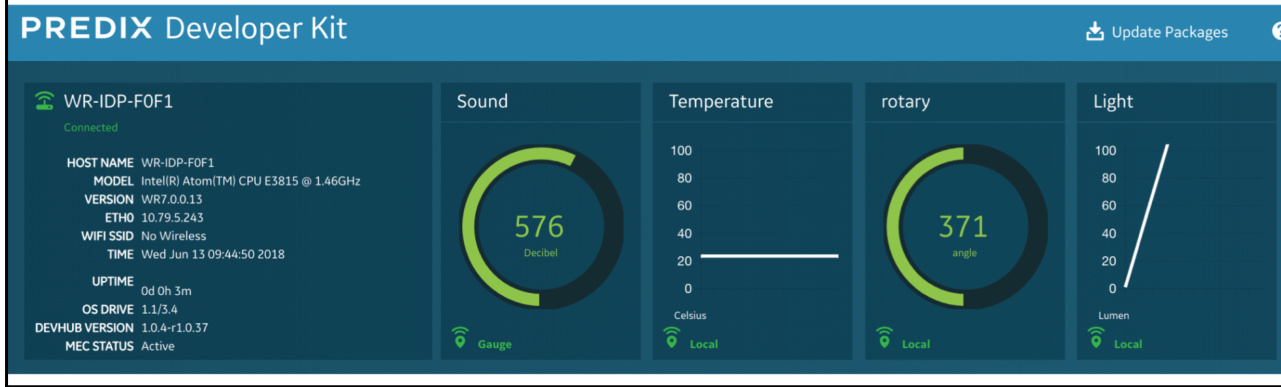 PREDIX Developer Kit
Update Packages
WR-IDP-F0F1
Connected
HOST NAME WR-IDP-F0F1
MODEL Intel(R) Atom(TM) CPU E3815 @ 1.46GHz
VERSION WR7.0.0.13
ETH0 10.79.5.243
WIFI SSID No Wireless
TIME Wed Jun 13 09:44:50 2018
UPTIME 0d 0h 3m
OS DRIVE 1.1/3.4
DEVHUB VERSION 1.0.4-r1.0.37
MEC STATUS Active
Sound
576
Decibel
Gauge
Temperature
100
80
60
40
20
0
Celsius
Local
rotary
371
angle
Local
Light
100
80
60
40
20
0
Lumen
Local